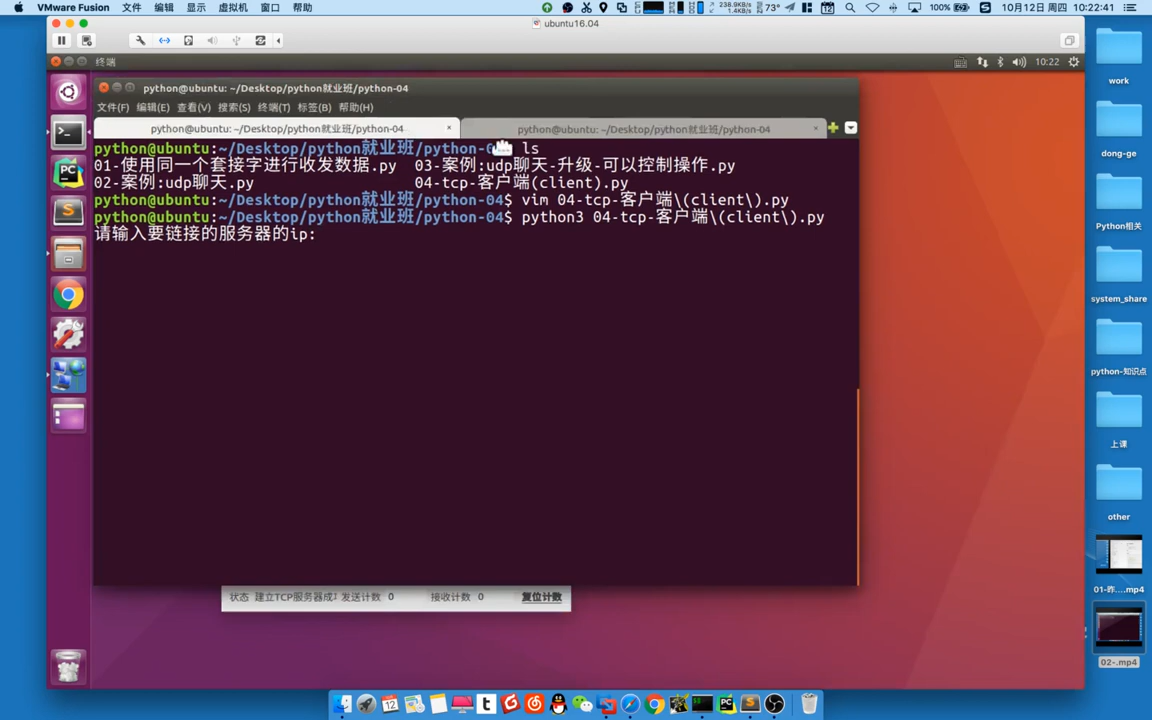 VMware Fusion 文件 编辑 显示 虚拟机 窗口 帮助 238.9KB/s 1.4KB/s 73° 12 100% 10月12日 周四 10:22:41
ubuntu16.04
终端 10:22
python@ubuntu: ~/Desktop/python就业班/python-04
文件(F) 编辑(E) 查看(V) 搜索(S) 终端(T) 标签(B) 帮助(H)
python@ubuntu: ~/Desktop/python就业班/python-04 × python@ubuntu: ~/Desktop/python就业班/python-04 ×
python@ubuntu:~/Desktop/python就业班/python-0 ls
01-使用同一个套接字进行收发数据.py 03-案例:udp聊天-升级-可以控制操作.py
02-案例:udp聊天.py 04-tcp-客户端(client).py
python@ubuntu:~/Desktop/python就业班/python-04$ vim 04-tcp-客户端\(client\).py
python@ubuntu:~/Desktop/python就业班/python-04$ python3 04-tcp-客户端\(client\).py
请输入要链接的服务器的ip:
状态 建立TCP服务器成 发送计数 0 接收计数 0 复位计数
work
dong-ge
Python相关
system_share
python-知识点
上课
other
01-昨....mp4
02-.mp4